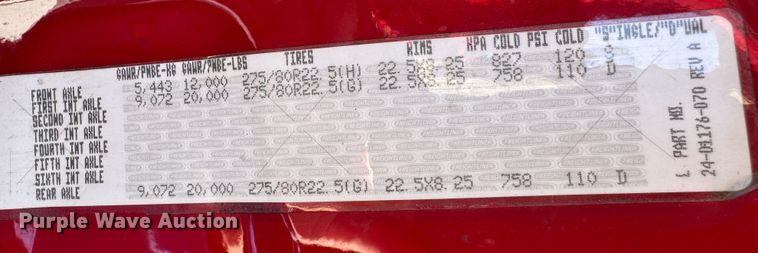 GAWR/PNBE-KG GAWR/PNBE-LBS TIRES RIMS KPA COLD PSI COLD "S"INGLE/"D"UAL
FRONT AXLE 5,443 12,000 275/80R22.5(H) 22.5X8.25 827 120 S
FIRST INT AXLE 9,072 20,000 275/80R22.5(G) 22.5X8.25 758 110 D
SECOND INT AXLE
THIRD INT AXLE
FOURTH INT AXLE
FIFTH INT AXLE
SIXTH INT AXLE
REAR AXLE 9,072 20,000 275/80R22.5(G) 22.5X8.25 758 110 D
L PART NO.
24-01176-070 REV A
Purple Wave Auction